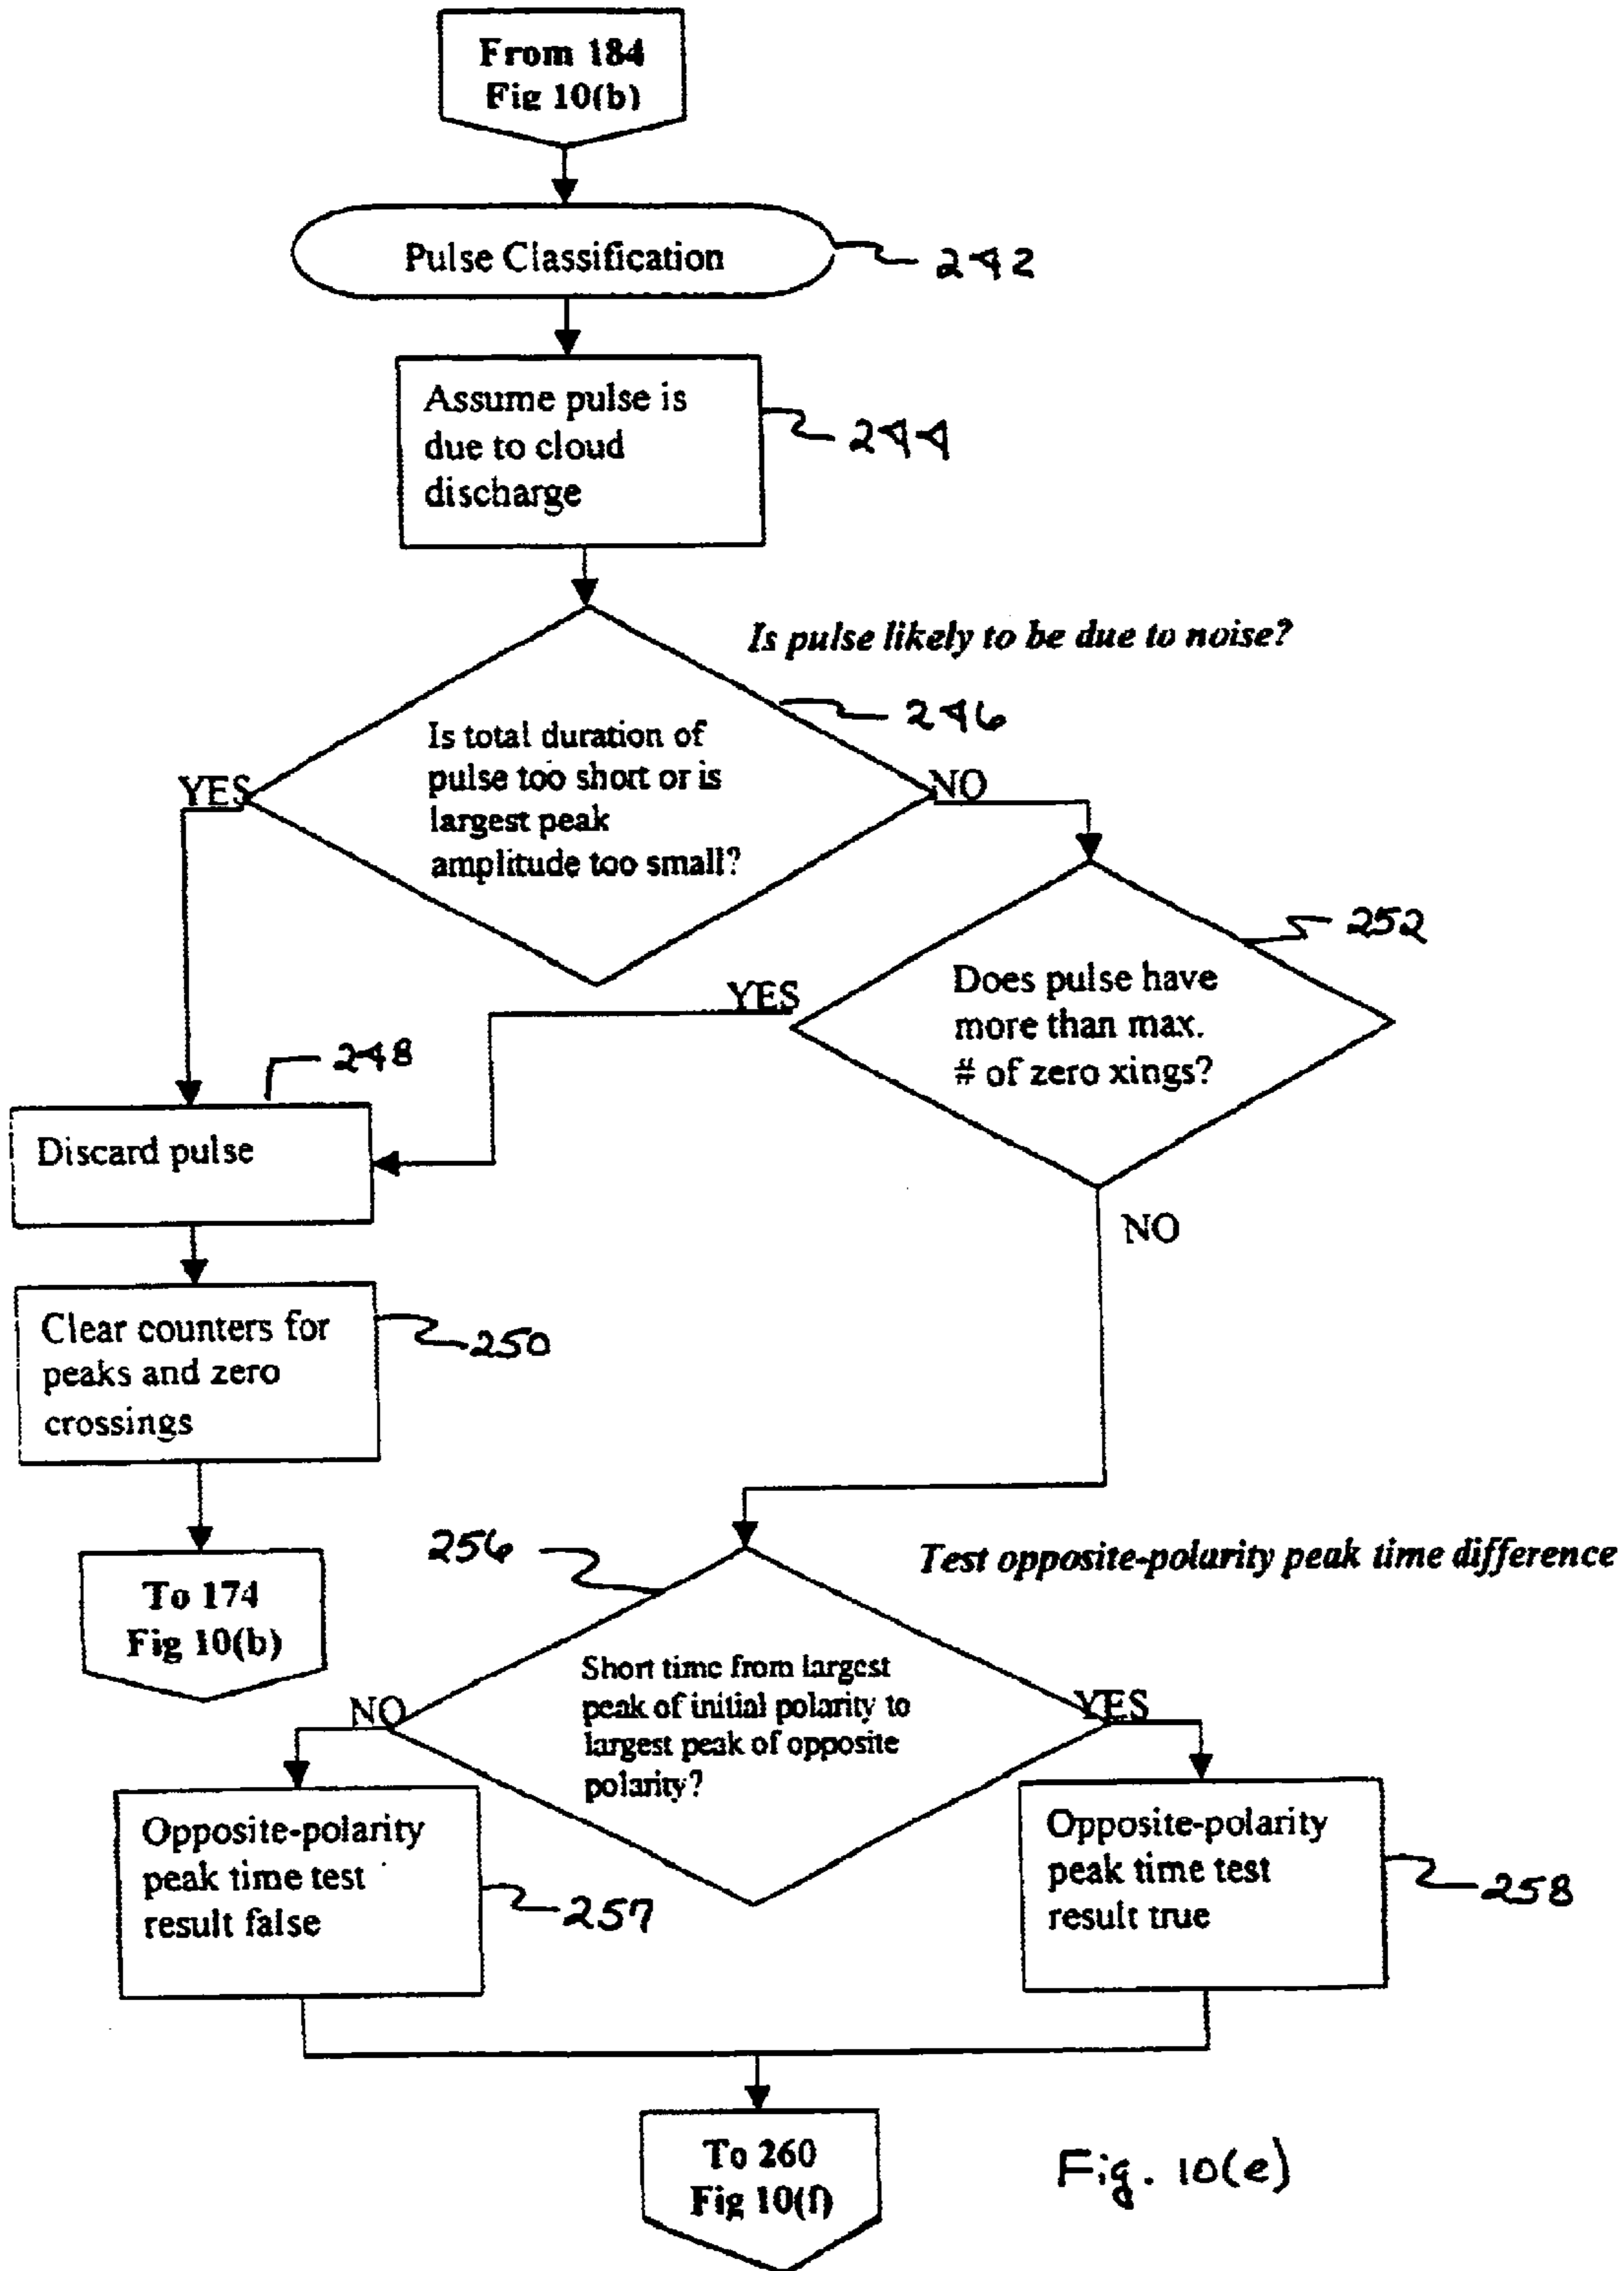 From 184
Fig 10(b)
Pulse Classification
242
Assume pulse is
due to cloud
discharge
244
Is pulse likely to be due to noise?
246
Is total duration of
pulse too short or is
largest peak
amplitude too small?
YES
NO
252
Does pulse have
more than max.
# of zero xings?
YES
NO
248
Discard pulse
Clear counters for
peaks and zero
crossings
250
To 174
Fig 10(b)
256
Test opposite-polarity peak time difference
Short time from largest
peak of initial polarity to
largest peak of opposite
polarity?
NO
YES
Opposite-polarity
peak time test
result false
257
Opposite-polarity
peak time test
result true
258
To 260
Fig 10(f)
Fig. 10(e)